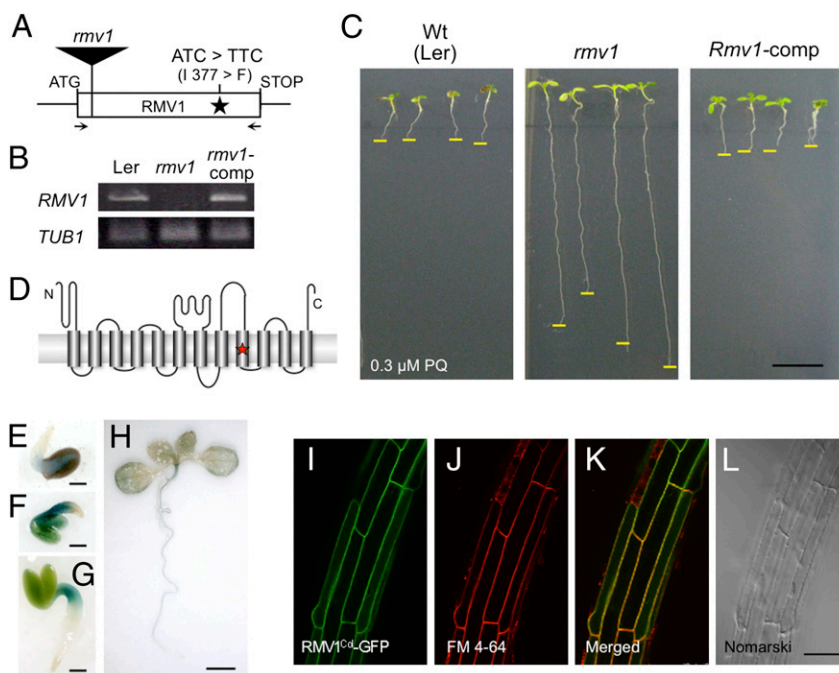 A
rmv1
ATC > TTC
(I 377 > F)
ATG
STOP
RMV1
B
Ler
rmv1
rmv1-
comp
RMV1
TUB1
C
Wt
(Ler)
rmv1
Rmv1-comp
0.3 µM PQ
D
N
C
E
F
G
H
I
RMV1Col-GFP
J
FM 4-64
K
Merged
L
Nomarski